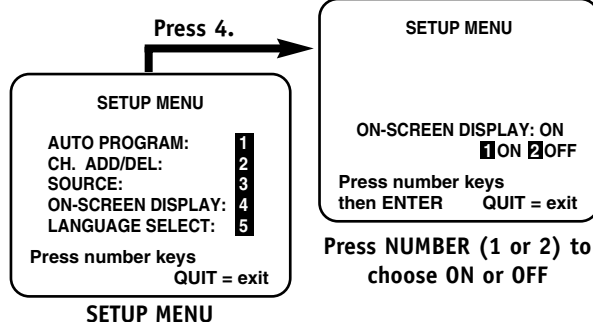 Press 4.
SETUP MENU
AUTO PROGRAM: 1
CH. ADD/DEL: 2
SOURCE: 3
ON-SCREEN DISPLAY: 4
LANGUAGE SELECT: 5
Press number keys
QUIT = exit
SETUP MENU
SETUP MENU
ON-SCREEN DISPLAY: ON
1 ON 2 OFF
Press number keys
then ENTER QUIT = exit
Press NUMBER (1 or 2) to
choose ON or OFF